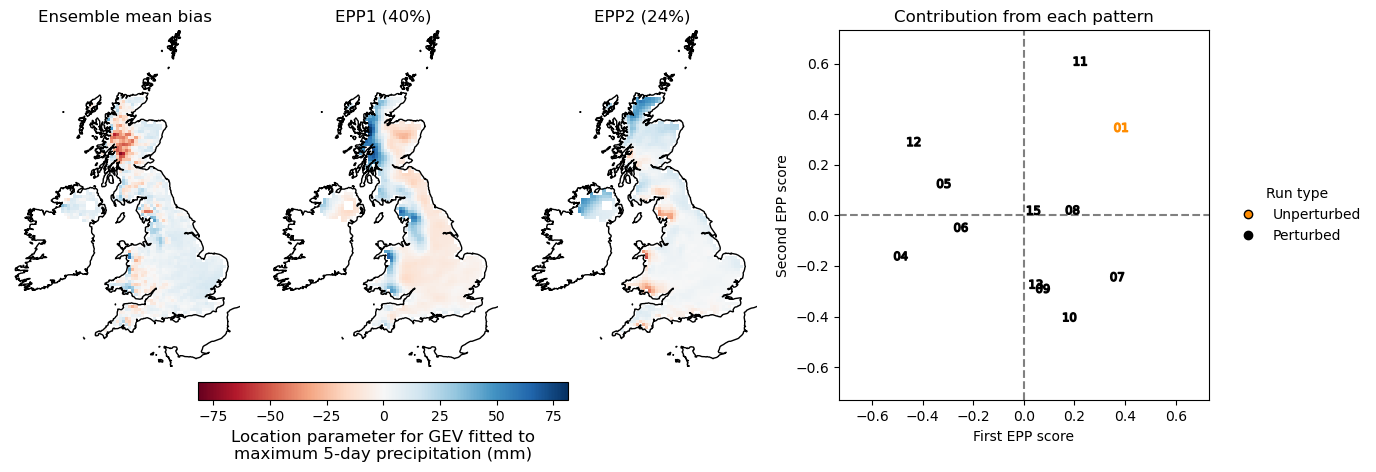 Ensemble mean bias
EPP1 (40%)
EPP2 (24%)
−75 −50 −25 0 25 50 75
Location parameter for GEV fitted to
maximum 5-day precipitation (mm)
Contribution from each pattern
Second EPP score
0.6
0.4
0.2
0.0
−0.2
−0.4
−0.6
11
01
12
05
15
08
06
04
07
13
09
10
−0.6 −0.4 −0.2 0.0 0.2 0.4 0.6
First EPP score
Run type
Unperturbed
Perturbed